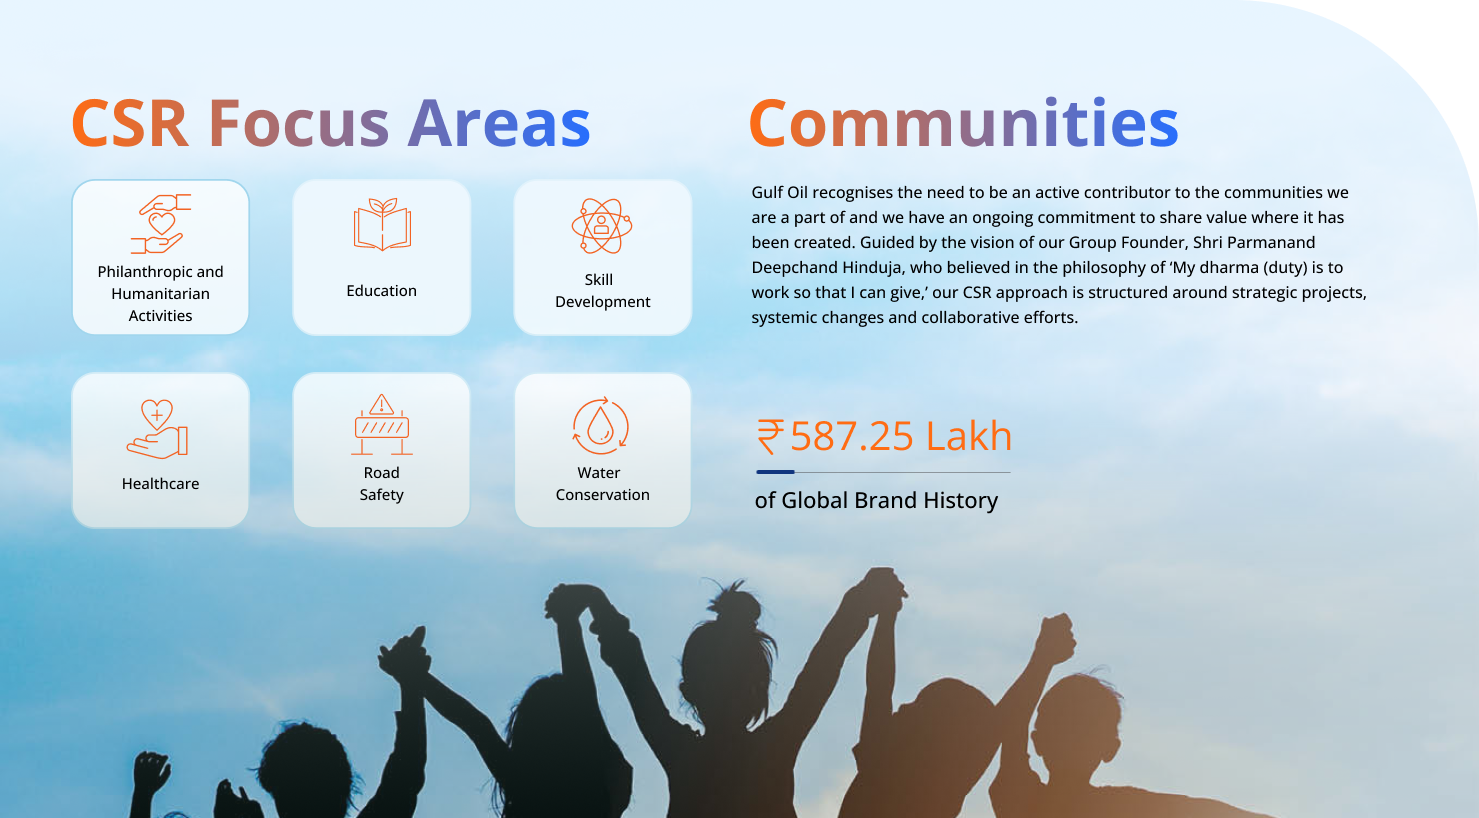 CSR Focus Areas
Philanthropic and
Humanitarian
Activities
Education
Skill
Development
Healthcare
Road
Safety
Water
Conservation
Communities
Gulf Oil recognises the need to be an active contributor to the communities we
are a part of and we have an ongoing commitment to share value where it has
been created. Guided by the vision of our Group Founder, Shri Parmanand
Deepchand Hinduja, who believed in the philosophy of ‘My dharma (duty) is to
work so that I can give,’ our CSR approach is structured around strategic projects,
systemic changes and collaborative efforts.
₹587.25 Lakh
of Global Brand History